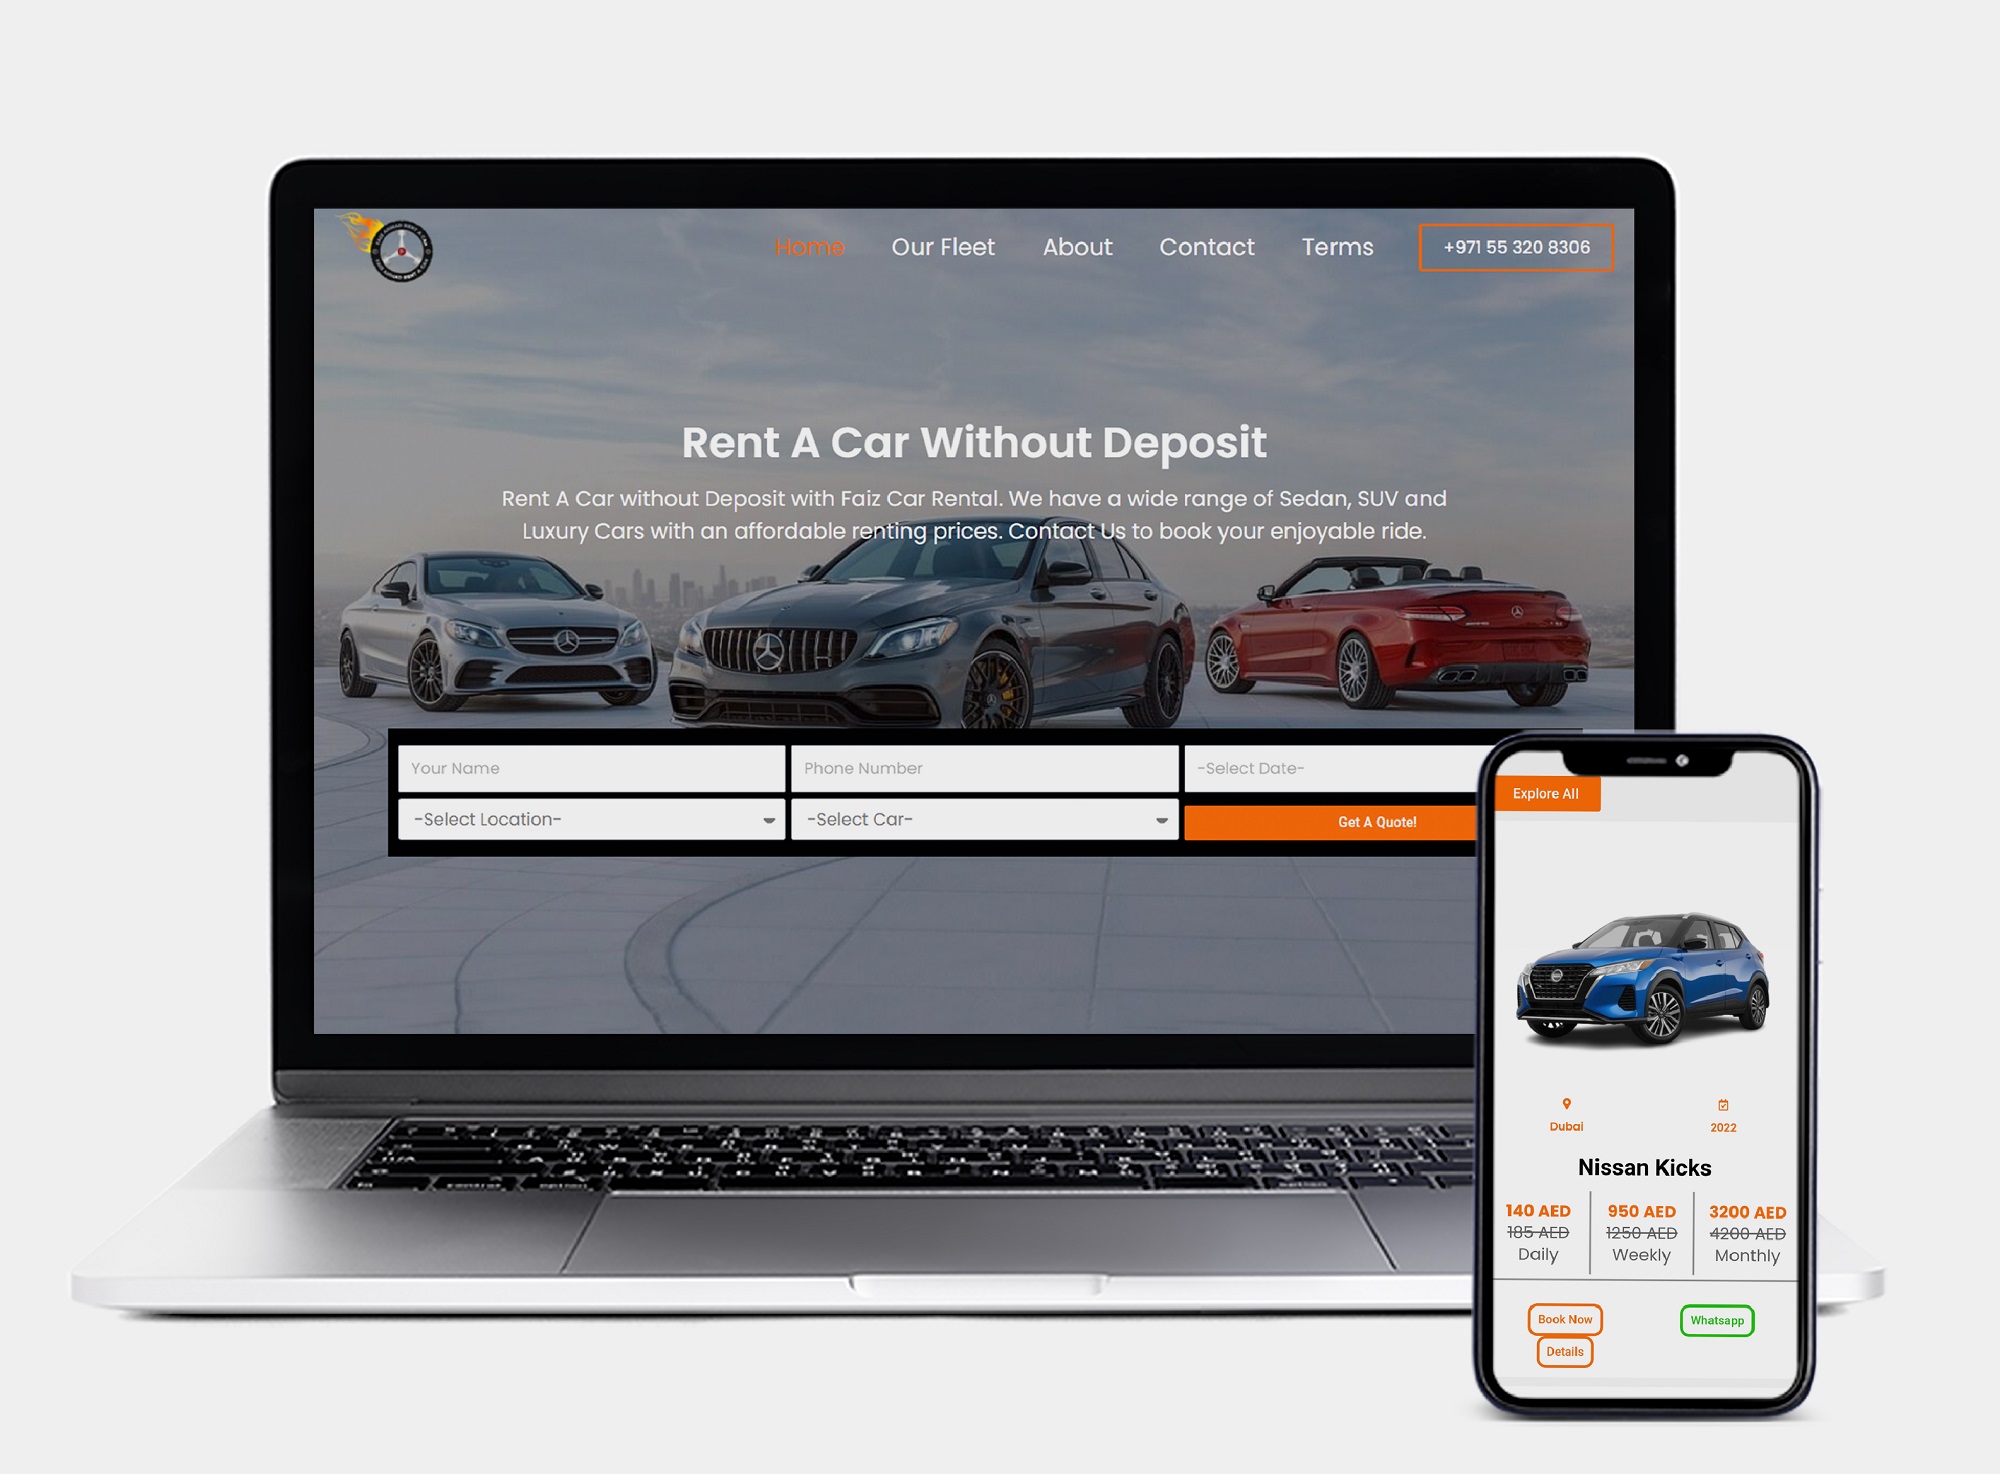 Home
Our Fleet
About
Contact
Terms
+971 55 320 8306
Rent A Car Without Deposit
Rent A Car without Deposit with Faiz Car Rental. We have a wide range of Sedan, SUV and
Luxury Cars with an affordable renting prices. Contact Us to book your enjoyable ride.
Your Name
Phone Number
-Select Date-
-Select Location-
-Select Car-
Get A Quote!
Explore All
Dubai
2022
Nissan Kicks
140 AED
950 AED
3200 AED
185 AED
1250 AED
4200 AED
Daily
Weekly
Monthly
Book Now
Whatsapp
Details